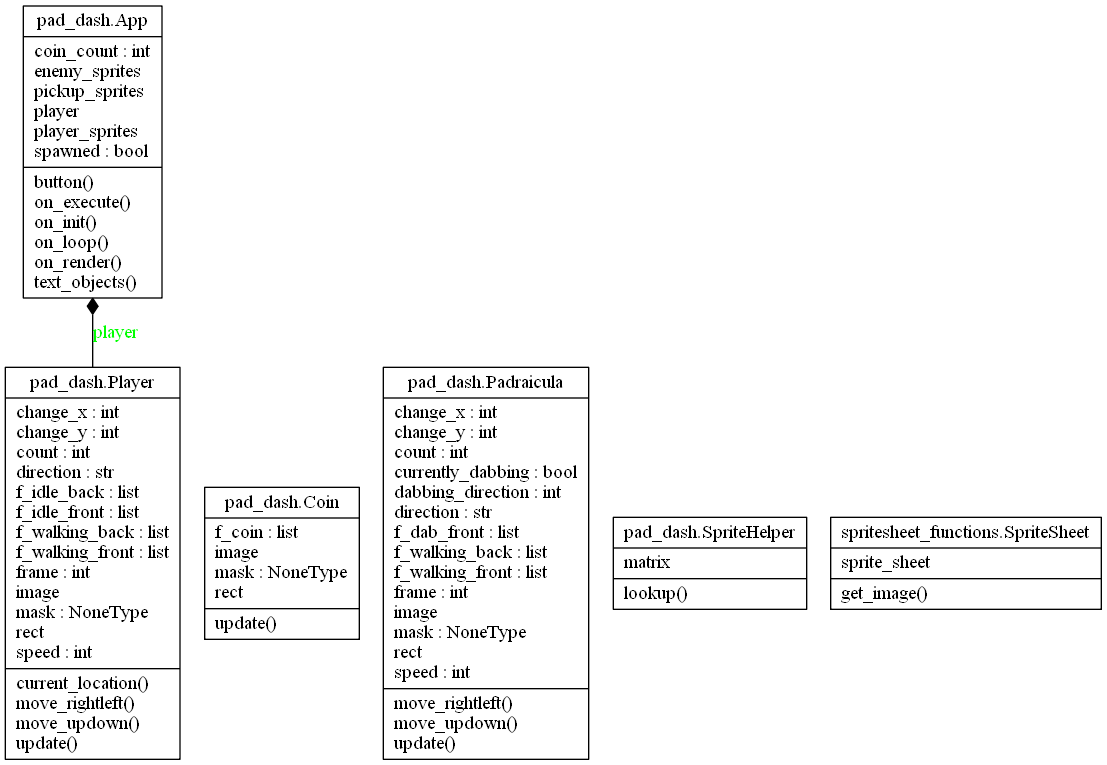 pad_dash.App
coin_count : int
enemy_sprites
pickup_sprites
player
player_sprites
spawned : bool
button()
on_execute()
on_init()
on_loop()
on_render()
text_objects()
player
pad_dash.Player
change_x : int
change_y : int
count : int
direction : str
f_idle_back : list
f_idle_front : list
f_walking_back : list
f_walking_front : list
frame : int
image
mask : NoneType
rect
speed : int
current_location()
move_rightleft()
move_updown()
update()
pad_dash.Coin
f_coin : list
image
mask : NoneType
rect
update()
pad_dash.Padraicula
change_x : int
change_y : int
count : int
currently_dabbing : bool
dabbing_direction : int
direction : str
f_dab_front : list
f_walking_back : list
f_walking_front : list
frame : int
image
mask : NoneType
rect
speed : int
move_rightleft()
move_updown()
update()
pad_dash.SpriteHelper
matrix
lookup()
spritesheet_functions.SpriteSheet
sprite_sheet
get_image()